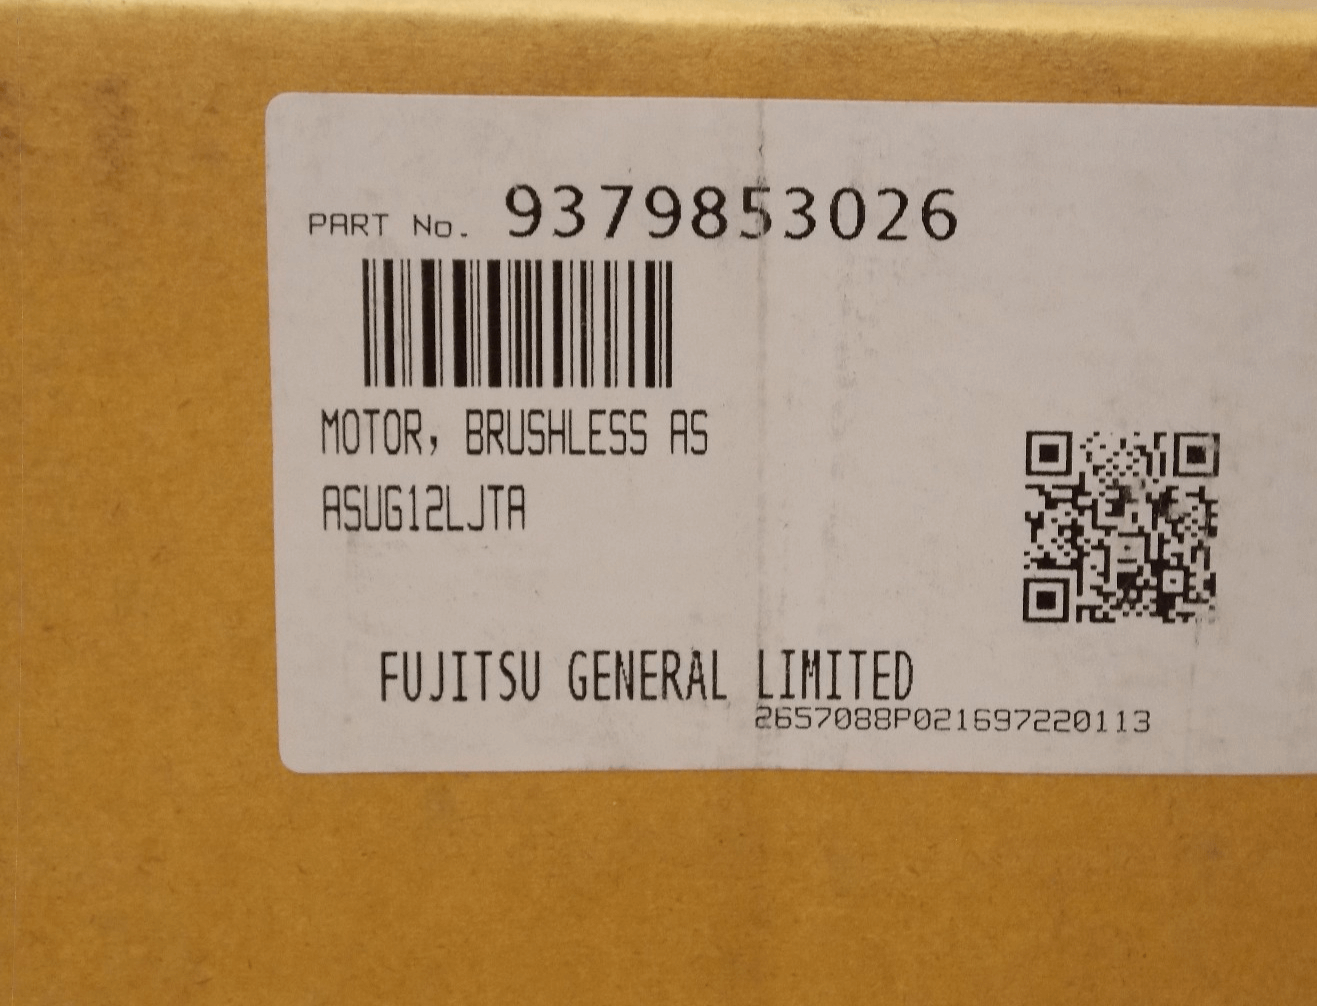 PART No. 9379853026
MOTOR, BRUSHLESS AS
ASUG12LJTA
FUJITSU GENERAL LIMITED
2657088P021697220113